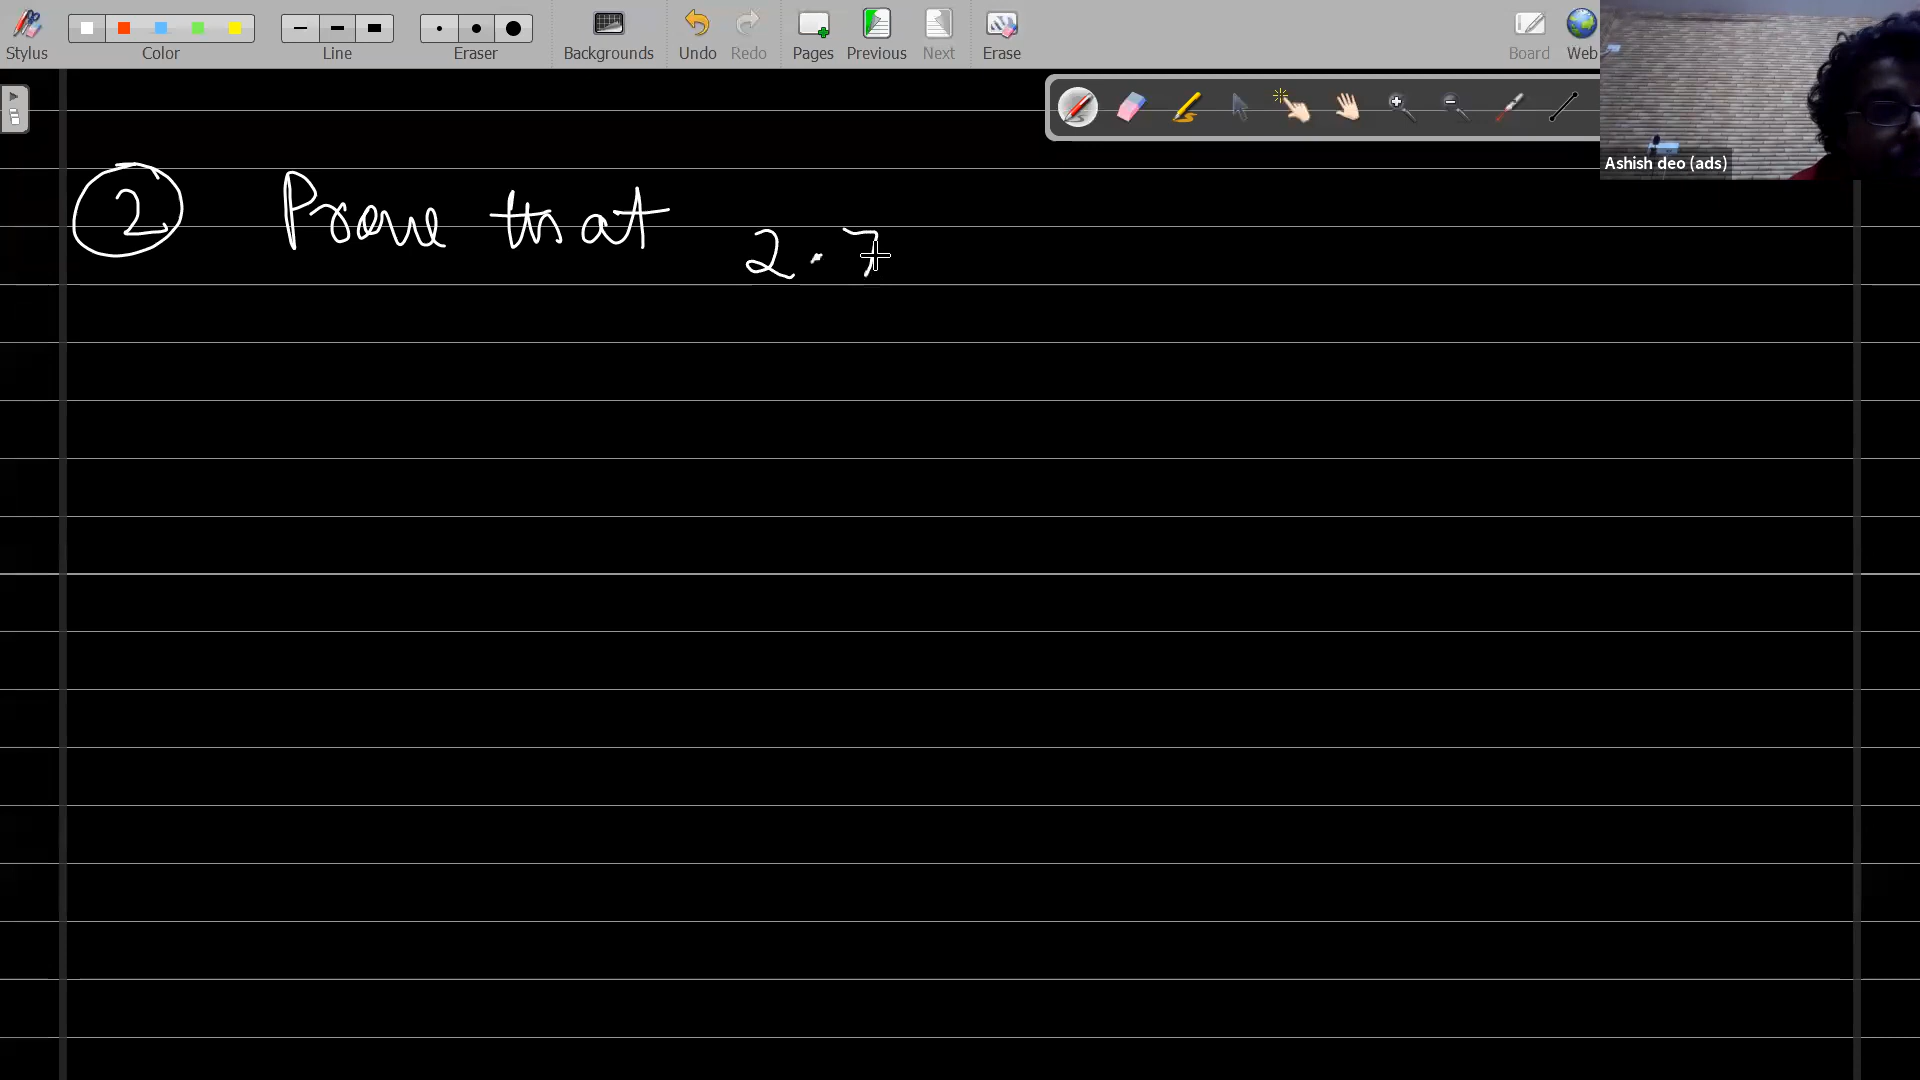 Stylus Color Line Eraser Backgrounds Undo Redo Pages Previous Next Erase Board Web
Ashish deo (ads)
2 Prove that 2 . 7